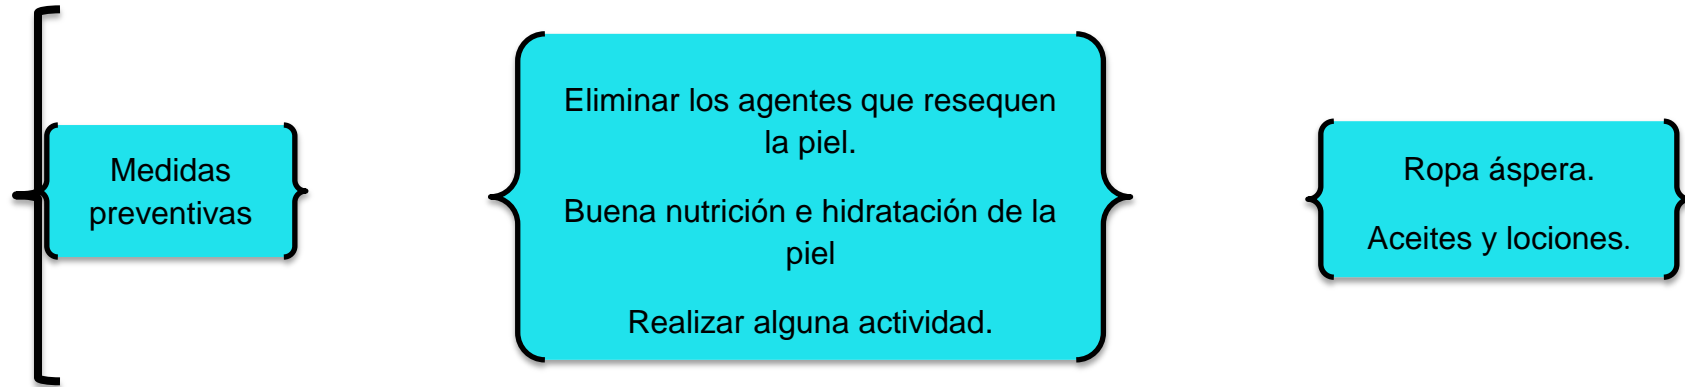 Medidas
preventivas
Eliminar los agentes que resequen
la piel.
Buena nutrición e hidratación de la
piel
Realizar alguna actividad.
Ropa áspera.
Aceites y lociones.